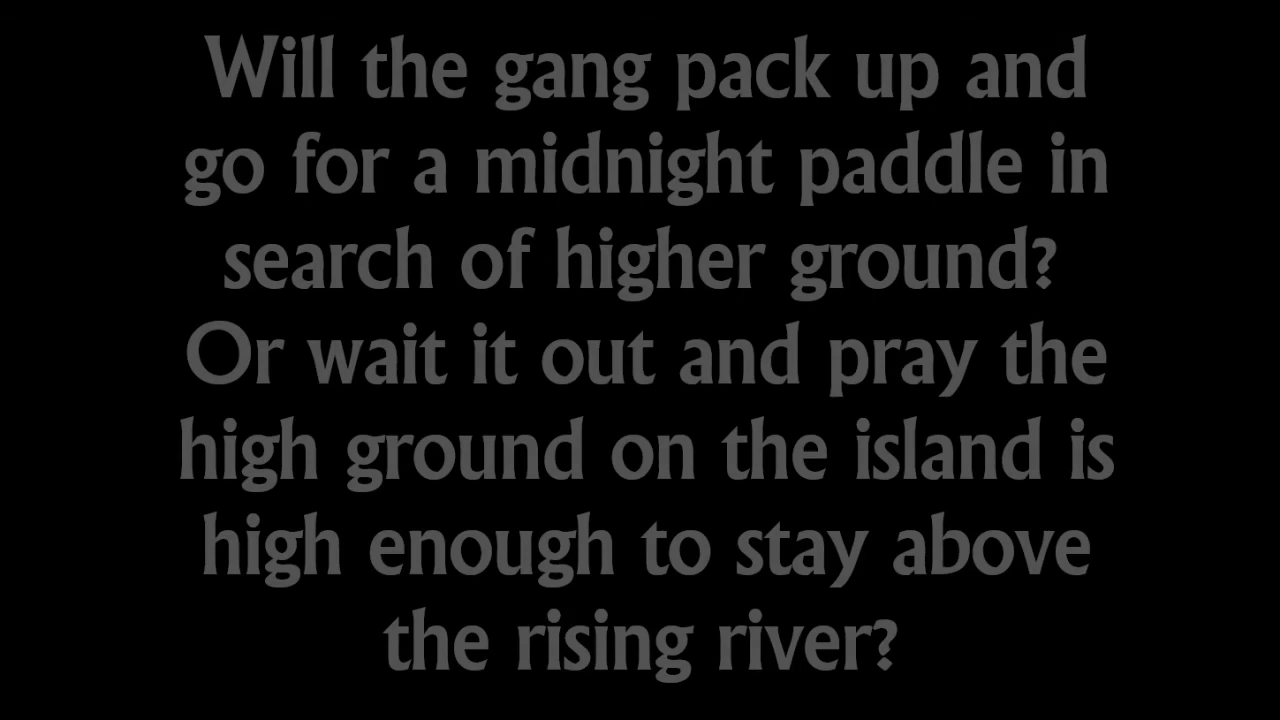 Will the gang pack up and
go for a midnight paddle in
search of higher ground?
Or wait it out and pray the
high ground on the island is
high enough to stay above
the rising river?